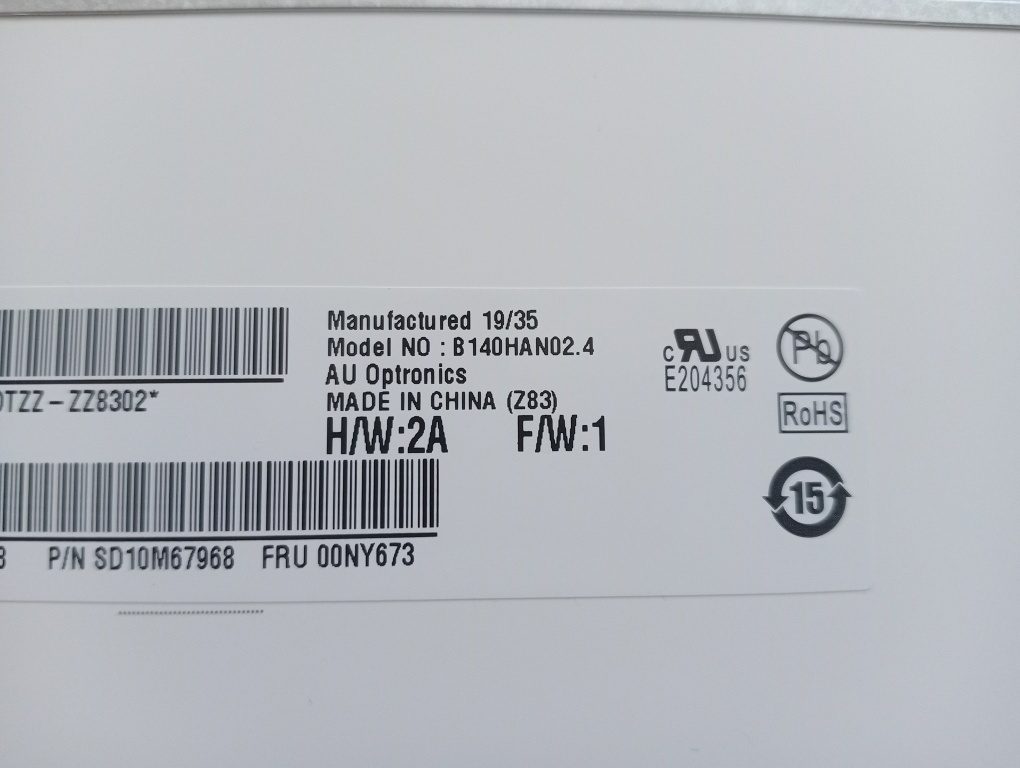 Manufactured 19/35
Model NO : B140HAN02.4
AU Optronics
MADE IN CHINA (Z83)
H/W:2A F/W:1
TZZ-ZZ8302*
P/N SD10M67968 FRU 00NY673
c RU US
E204356
Pb
RoHS
15